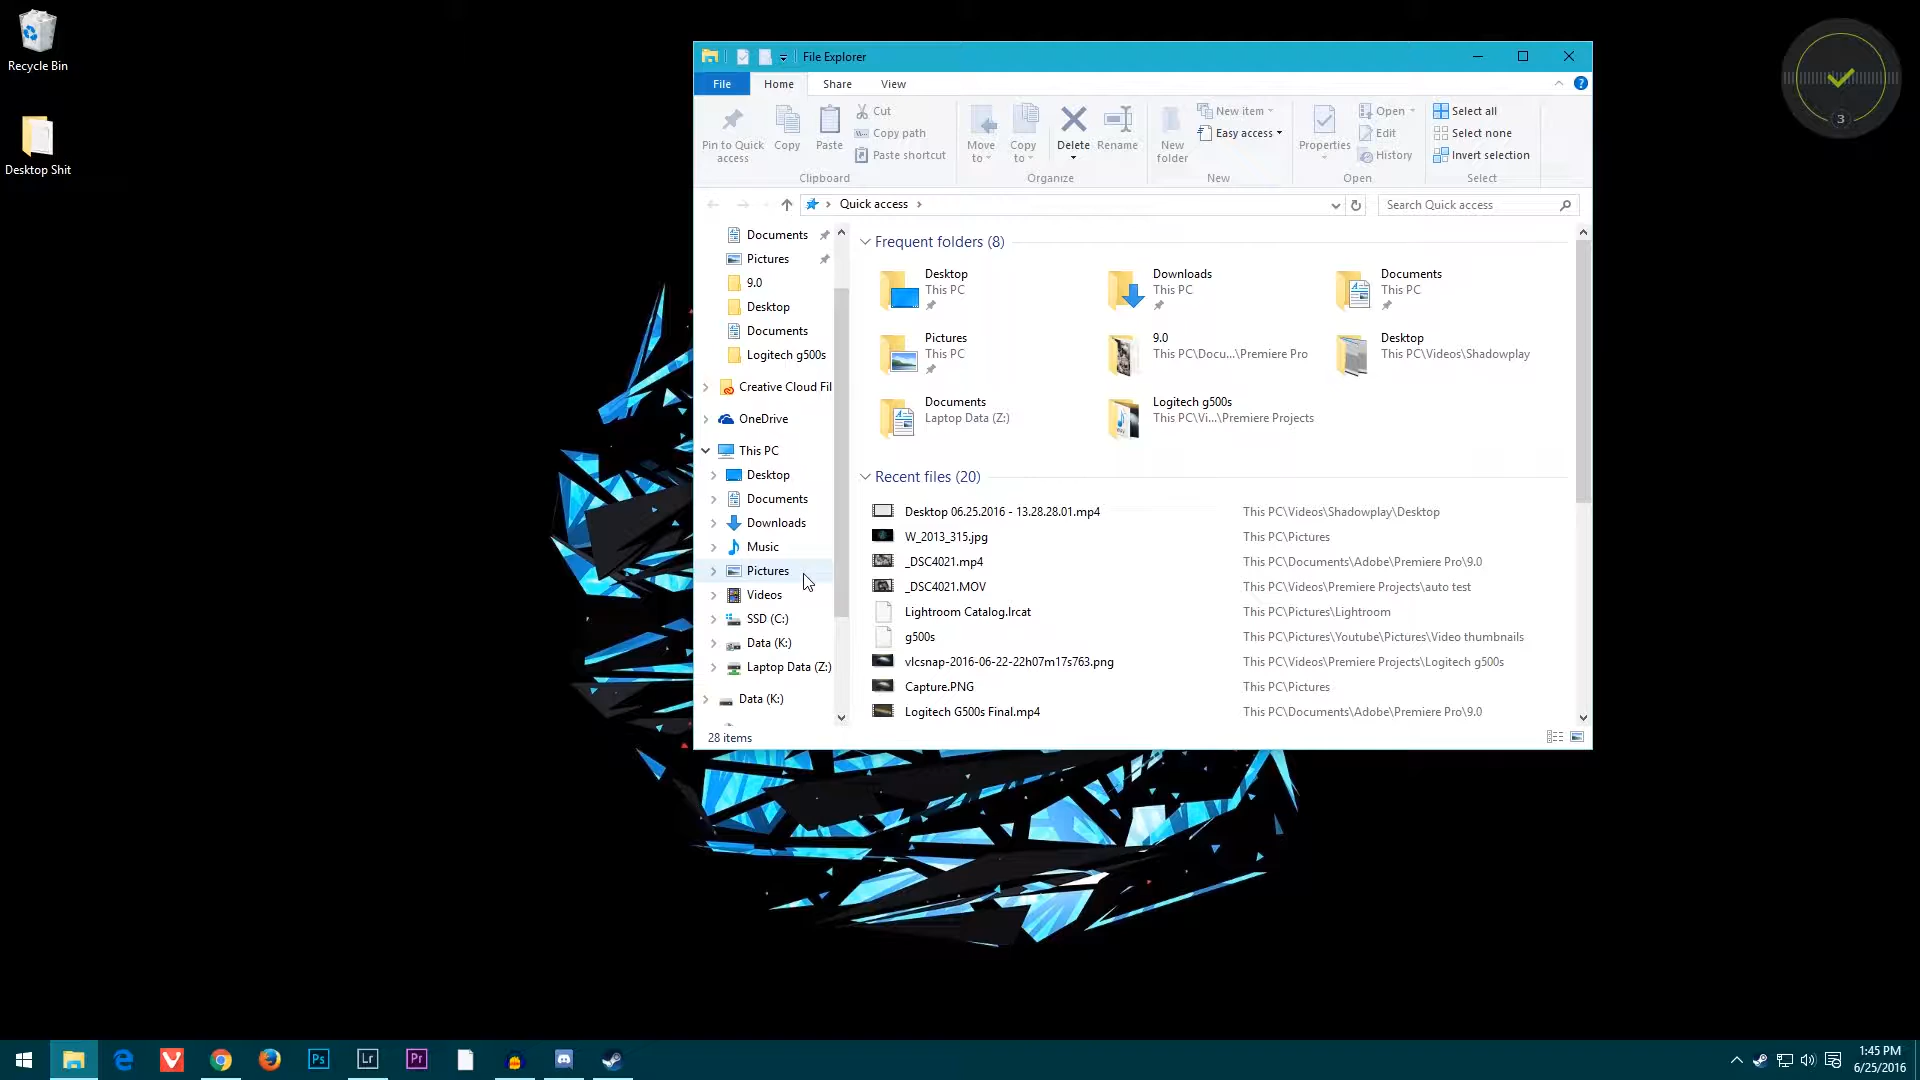 Recycle Bin
Desktop Shit
File Explorer
File
Home
Share
View
Pin to Quick access
Copy
Paste
Cut
Copy path
Paste shortcut
Clipboard
Move to
Copy to
Delete
Rename
Organize
New folder
New item
Easy access
New
Properties
Open
Edit
History
Open
Select all
Select none
Invert selection
Select
Quick access
Search Quick access
Documents
Pictures
9.0
Desktop
Documents
Logitech g500s
Creative Cloud Fil
OneDrive
This PC
Desktop
Documents
Downloads
Music
Pictures
Videos
SSD (C:)
Data (K:)
Laptop Data (Z:)
Data (K:)
Frequent folders (8)
Desktop
This PC
Downloads
This PC
Documents
This PC
Pictures
This PC
9.0
This PC\Docu...\Premiere Pro
Desktop
This PC\Videos\Shadowplay
Documents
Laptop Data (Z:)
Logitech g500s
This PC\Vi...\Premiere Projects
Recent files (20)
Desktop 06.25.2016 - 13.28.28.01.mp4 This PC\Videos\Shadowplay\Desktop
W_2013_315.jpg This PC\Pictures
_DSC4021.mp4 This PC\Documents\Adobe\Premiere Pro\9.0
_DSC4021.MOV This PC\Videos\Premiere Projects\auto test
Lightroom Catalog.lrcat This PC\Pictures\Lightroom
g500s This PC\Pictures\Youtube\Pictures\Video thumbnails
vlcsnap-2016-06-22-22h07m17s763.png This PC\Videos\Premiere Projects\Logitech g500s
Capture.PNG This PC\Pictures
Logitech G500s Final.mp4 This PC\Documents\Adobe\Premiere Pro\9.0
28 items
3
Ps
Lr
Pr
1:45 PM
6/25/2016